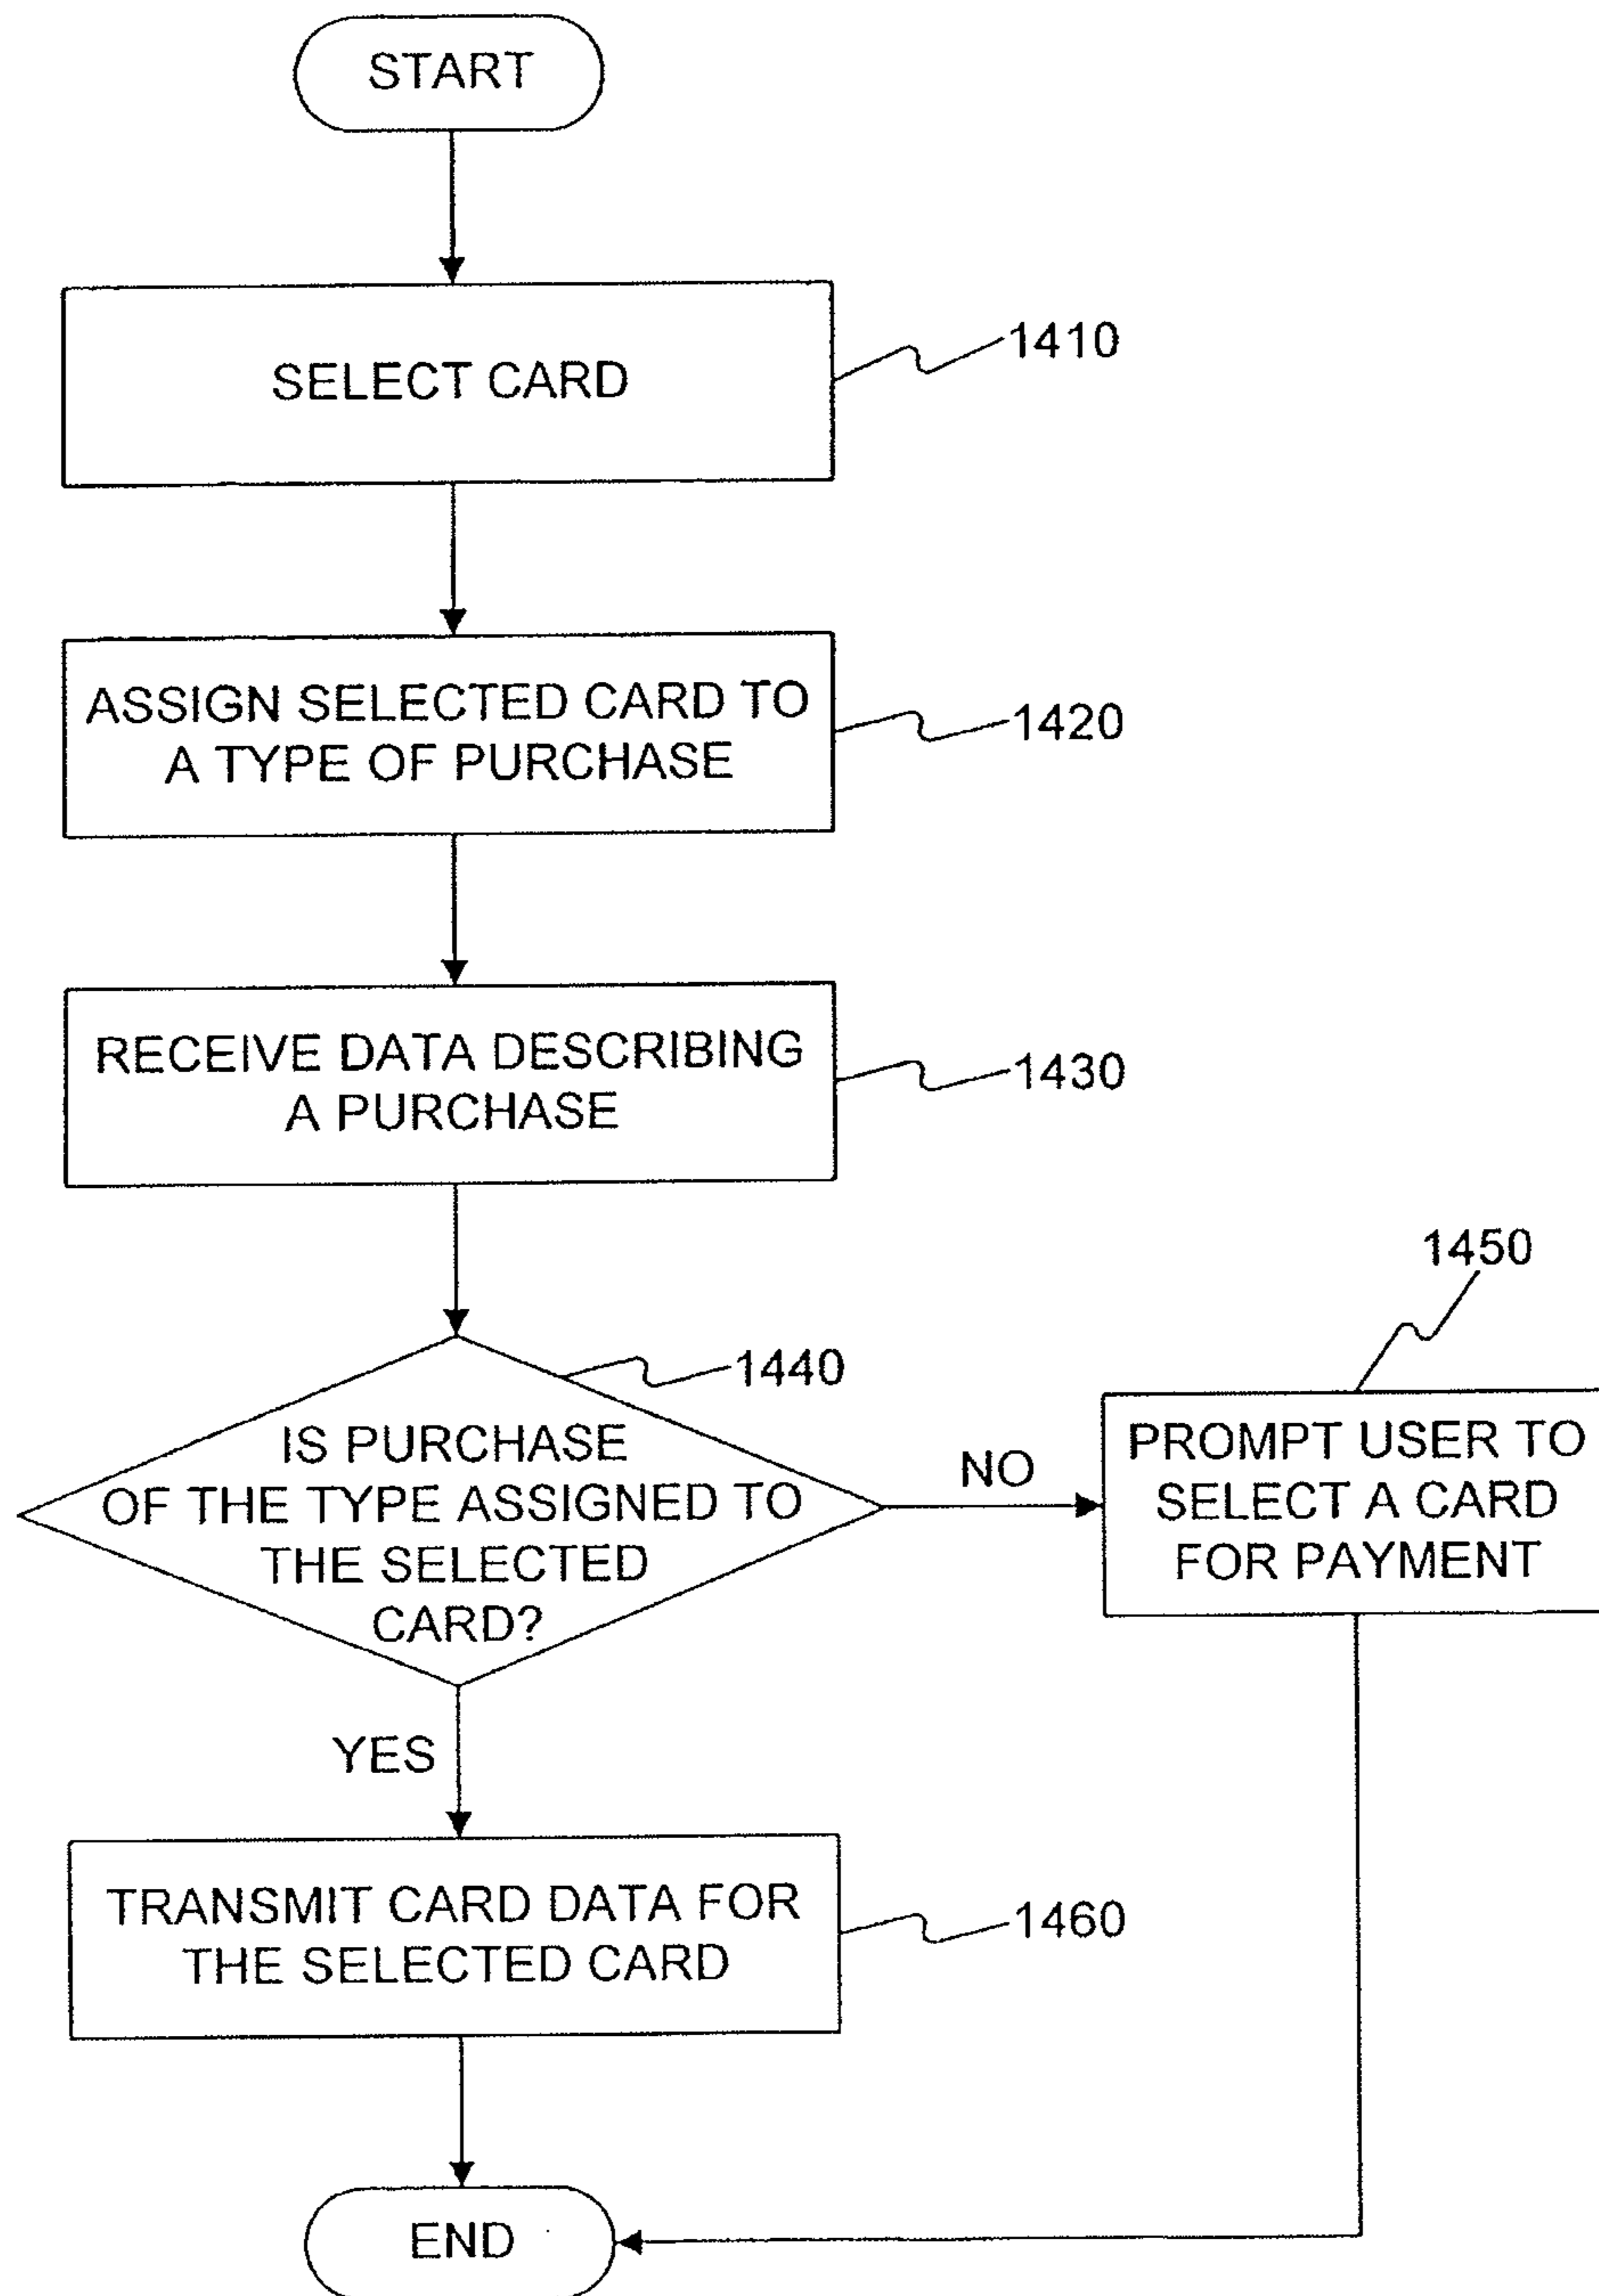 START
SELECT CARD
1410
ASSIGN SELECTED CARD TO
A TYPE OF PURCHASE
1420
RECEIVE DATA DESCRIBING
A PURCHASE
1430
IS PURCHASE
OF THE TYPE ASSIGNED TO
THE SELECTED
CARD?
1440
NO
1450
PROMPT USER TO
SELECT A CARD
FOR PAYMENT
YES
TRANSMIT CARD DATA FOR
THE SELECTED CARD
1460
END